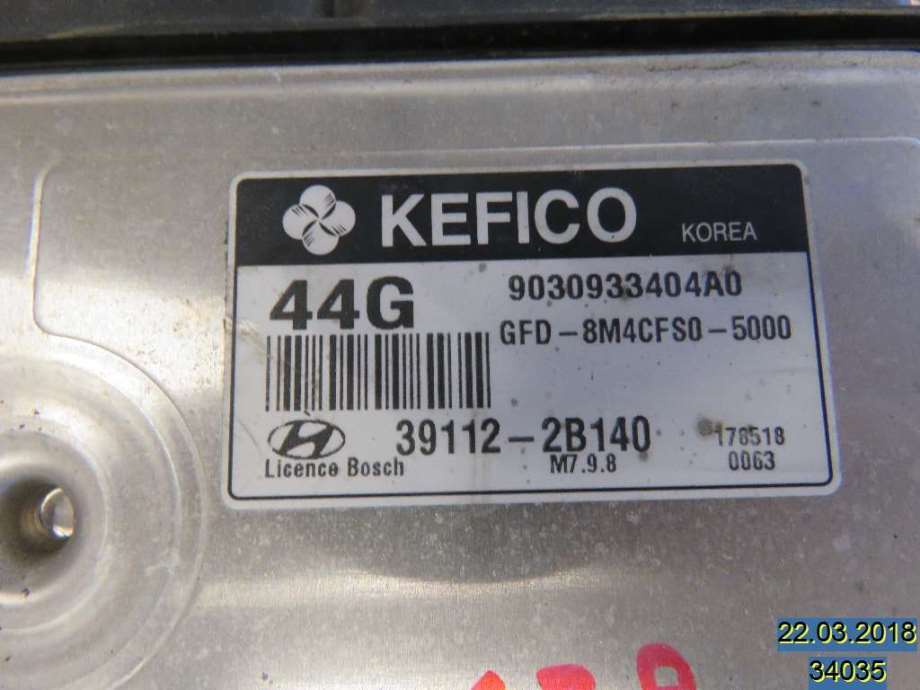 KEFICO KOREA
44G
9030933404A0
GFD-8M4CFS0-5000
39112-2B140
178518
Licence Bosch
M7.9.8
0063
22.03.2018
34035